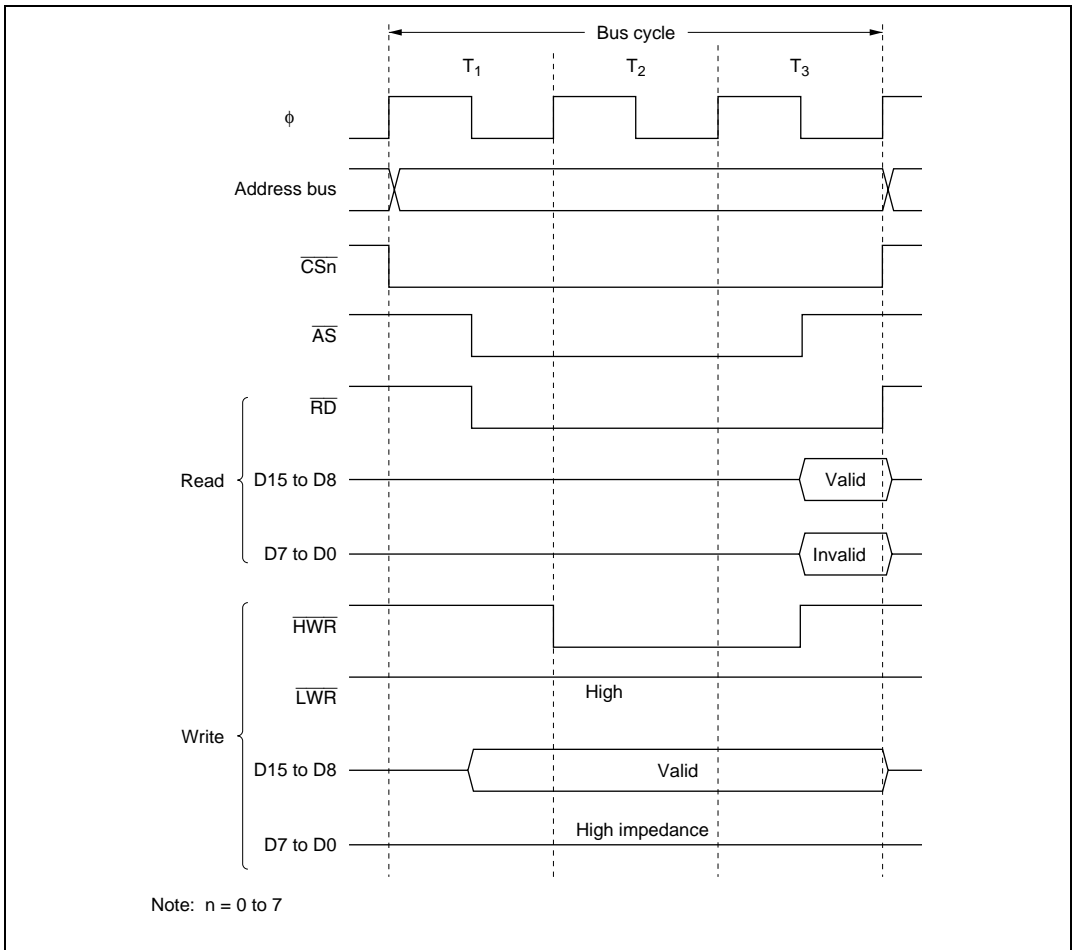 Bus cycle
T1 T2 T3
ϕ
Address bus
CSn
AS
RD
Read
D15 to D8
Valid
D7 to D0
Invalid
HWR
LWR
High
Write
D15 to D8
Valid
D7 to D0
High impedance
Note: n = 0 to 7